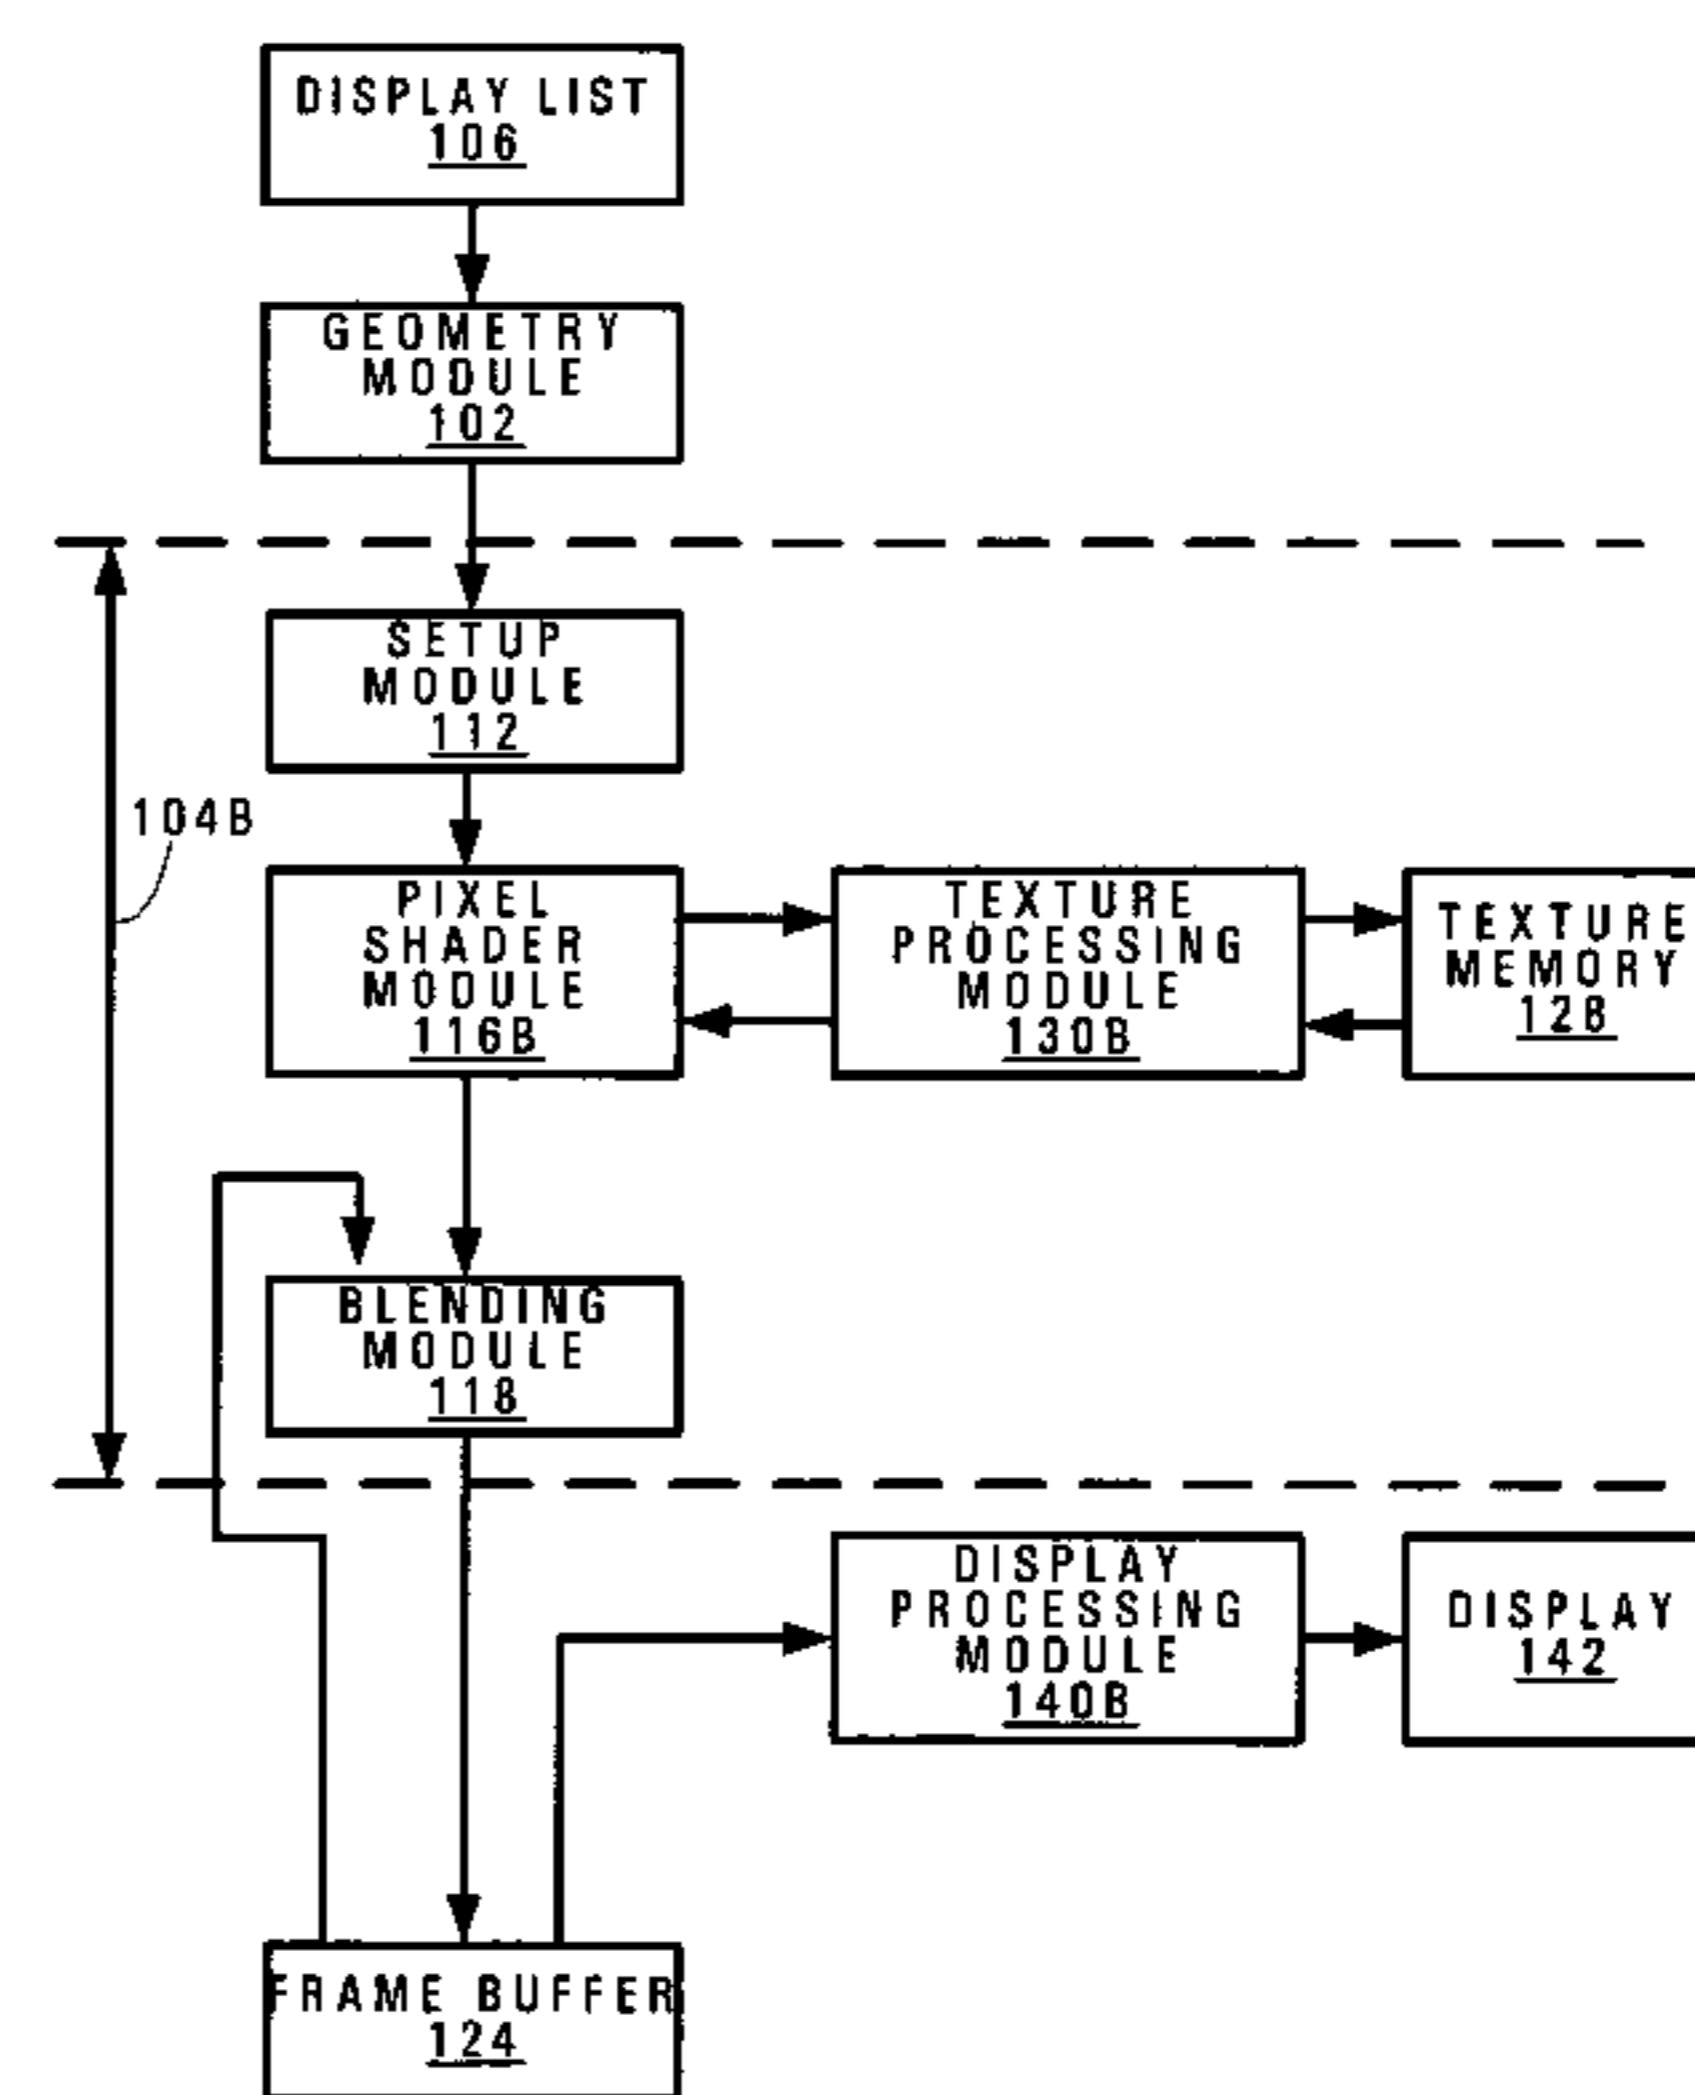 DISPLAY LIST
106
GEOMETRY
MODULE
102
SETUP
MODULE
112
104B
PIXEL
SHADER
MODULE
116B
TEXTURE
PROCESSING
MODULE
130B
TEXTURE
MEMORY
128
BLENDING
MODULE
118
DISPLAY
PROCESSING
MODULE
140B
DISPLAY
142
FRAME BUFFER
124